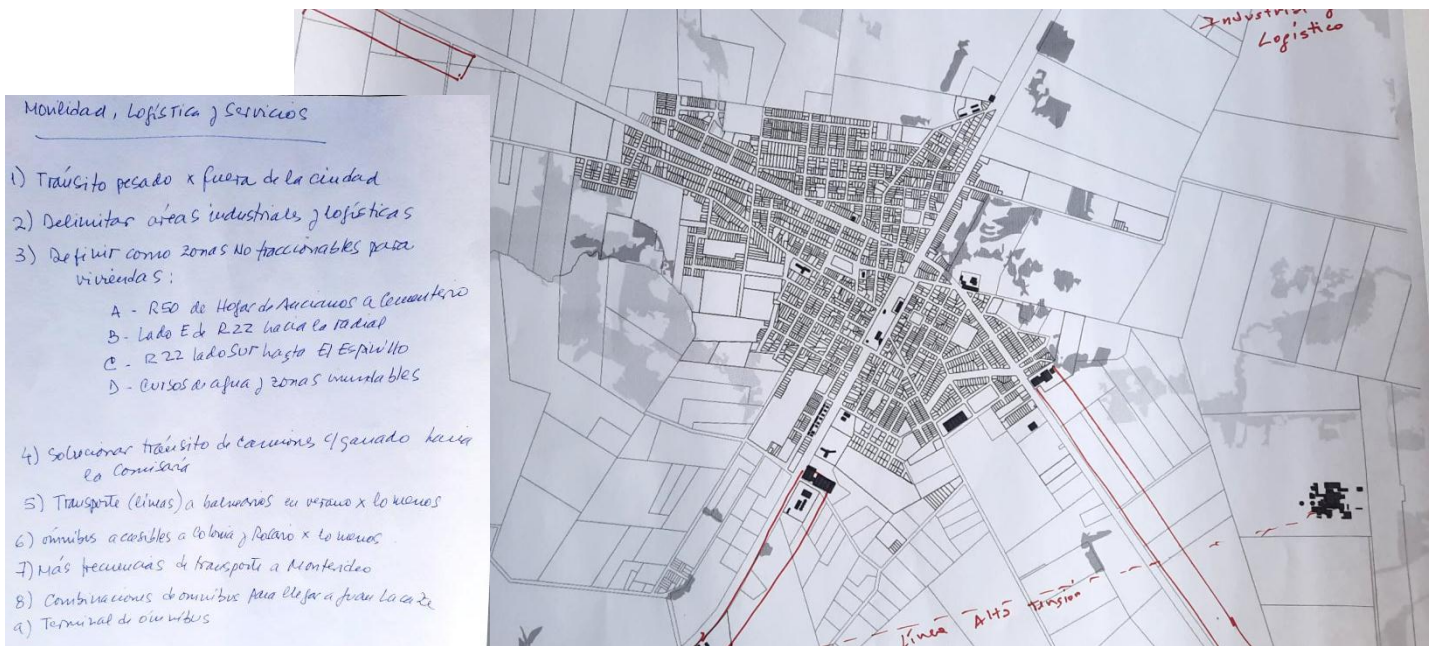 Movilidad, Logística y Servicios
1) Tránsito pesado x fuera de la ciudad
2) Delimitar áreas industriales y logísticas
3) Definir como zonas No fraccionables para
viviendas:
A - R50 de Hogar de Ancianos a Cementerio
B - Lado E de R22 hacia la radial
C - R22 lado Sur hasta El Espinillo
D - Cursos de agua y zonas inundables
4) Solucionar tránsito de camiones c/ganado hacia
la Comisaría
5) Transporte (líneas) a balnearios en verano x lo menos
6) ómnibus accesibles a Colonia y Rosario x lo menos
7) Más frecuencias de transporte a Montevideo
8) Combinaciones de omnibus para llegar a Juan Lacaze
9) Terminal de ómnibus
Industrial y
Logístico
Línea Alta Tensión